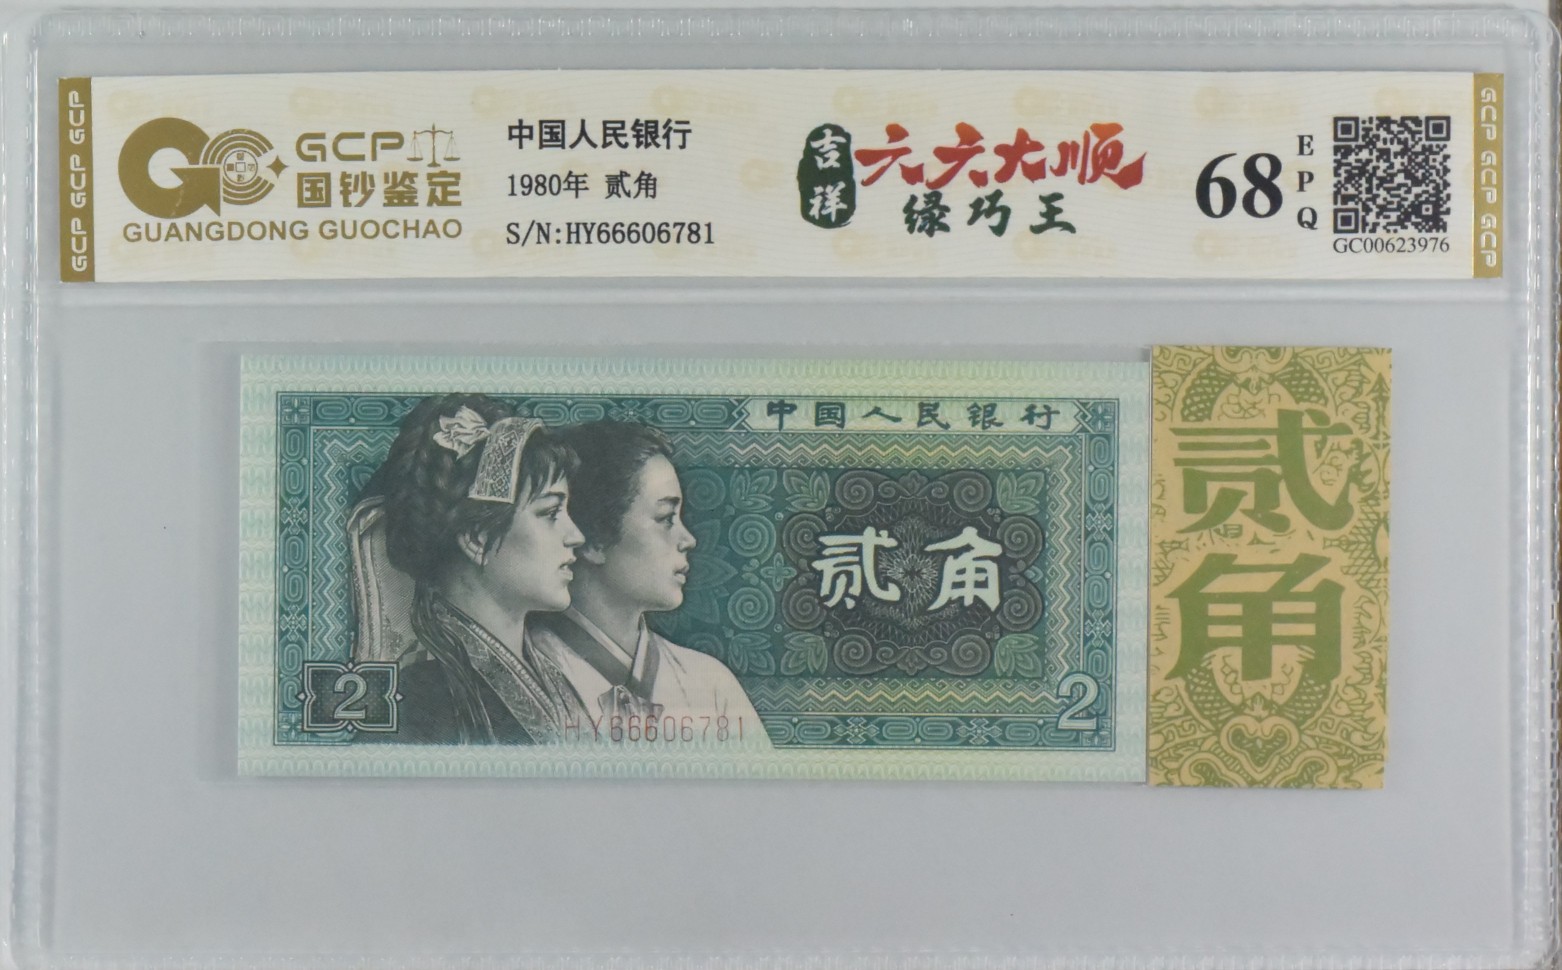 GCP GCP GCP
GCP
国钞鉴定
GUANGDONG GUOCHAO
中国人民银行
1980年 贰角
S/N:HY66606781
吉祥
六六大顺
绿巧王
68
EPQ
GC00623976
GCP GCP GCP
中国人民银行
贰角
2
2
HY66606781
贰角